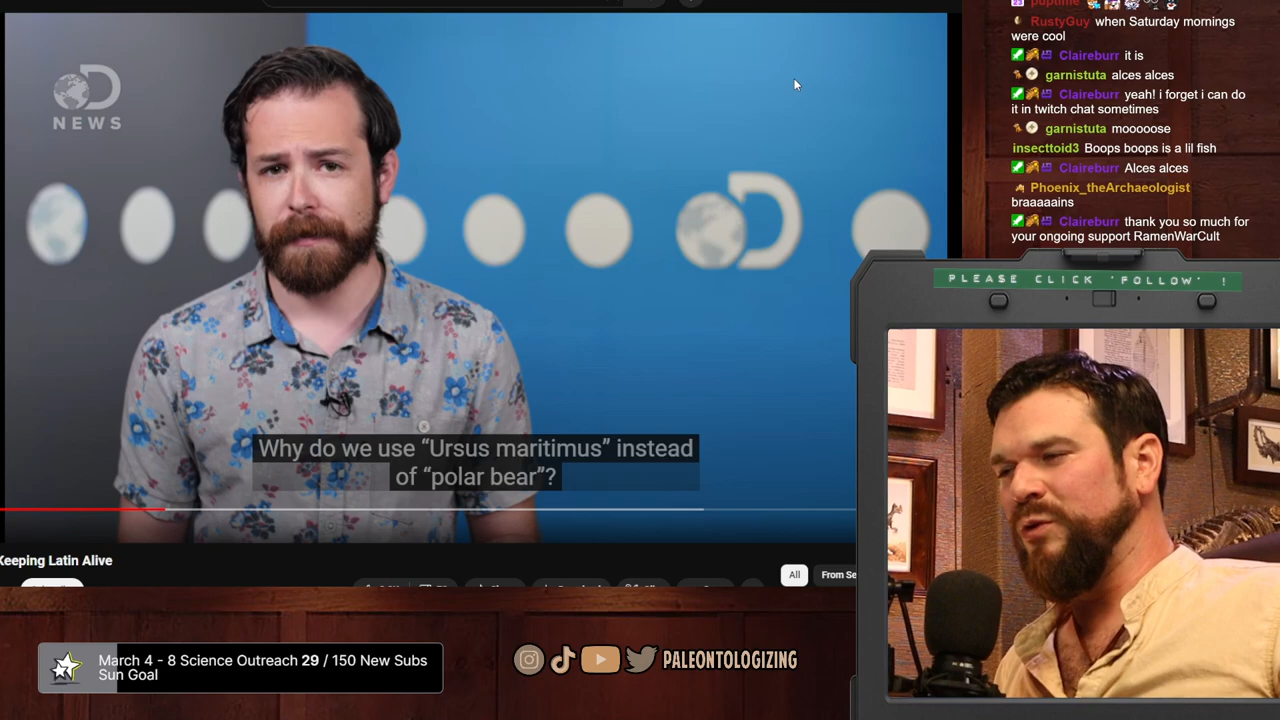 NEWS
Why do we use “Ursus maritimus” instead
of “polar bear”?
Keeping Latin Alive
All
From Se
RustyGuy when Saturday mornings
were cool
Claireburr it is
garnistuta alces alces
Claireburr yeah! i forget i can do
it in twitch chat sometimes
garnistuta mooooose
insecttoid3 Boops boops is a lil fish
Claireburr Alces alces
Phoenix_theArchaeologist
braaaaains
Claireburr thank you so much for
your ongoing support RamenWarCult
PLEASE CLICK 'FOLLOW' !
March 4 - 8 Science Outreach 29 / 150 New Subs
Sun Goal
PALEONTOLOGIZING